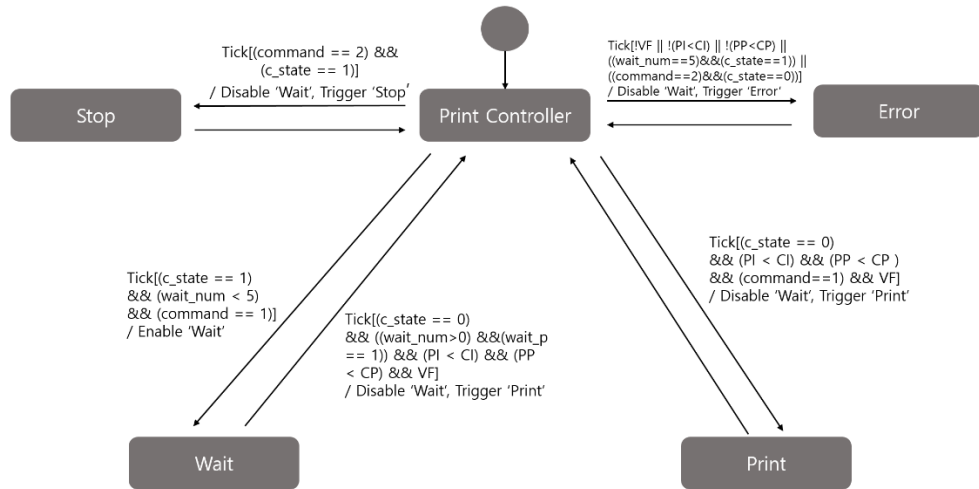 Tick[(command == 2) &&
(c_state == 1)]
/ Disable ‘Wait’, Trigger ‘Stop’
Tick[!VF || !(PI<CI) || !(PP<CP) ||
((wait_num==5)&&(c_state==1)) ||
((command==2)&&(c_state==0))]
/ Disable ‘Wait’, Trigger ‘Error’
Stop
Print Controller
Error
Tick[(c_state == 1)
&& (wait_num < 5)
&& (command == 1)]
/ Enable ‘Wait’
Tick[(c_state == 0)
&& ((wait_num>0) &&(wait_p
== 1)) && (PI < CI) && (PP
< CP) && VF]
/ Disable ‘Wait’, Trigger ‘Print’
Tick[(c_state == 0)
&& (PI < CI) && (PP < CP )
&& (command==1) && VF]
/ Disable ‘Wait’, Trigger ‘Print’
Wait
Print